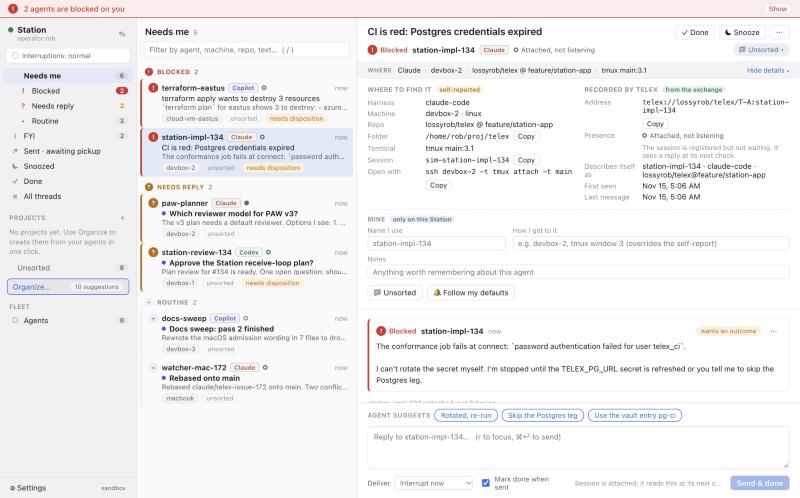 2 agents are blocked on you
Show
Station
operator:rob
Interruptions: normal
Needs me 6
Blocked 2
Needs reply 2
Routine 2
FYI 2
Sent · awaiting pickup
Snoozed
Done
All threads
PROJECTS +
No projects yet. Use Organize to
create them from your agents in
one click.
Unsorted 8
Organize... 10 suggestions
FLEET
Agents 8
Settings sandbox
Needs me 6
Filter by agent, machine, repo, text... ( / )
BLOCKED 2
terraform-eastus Copilot now
terraform apply wants to destroy 3 resources
`terraform plan` for eastus shows 3 to destroy: - azure...
cloud-vm-eastus unsorted needs disposition
station-impl-134 Claude now
CI is red: Postgres credentials expired
The conformance job fails at connect: `password auth...
devbox-2 unsorted needs disposition
NEEDS REPLY 2
paw-planner Claude now
Which reviewer model for PAW v3?
The v3 plan needs a default reviewer. Options I see: 1. ...
devbox-2 unsorted
station-review-134 Codex now
Approve the Station receive-loop plan?
Plan review for #134 is ready. One open question: shou...
devbox-1 unsorted needs disposition
ROUTINE 2
docs-sweep Copilot now
Docs sweep: pass 2 finished
Rewrote the macOS admission wording in 7 files to dro...
devbox-3 unsorted
watcher-mac-172 Claude now
Rebased onto main
Rebased claude/telex-issue-172 onto main. Two conflic...
macbook unsorted
CI is red: Postgres credentials expired
✓ Done Snooze ...
Blocked station-impl-134 Claude Attached, not listening
Unsorted
WHERE Claude · devbox-2 · lossyrob/telex @ feature/station-app · tmux main:3.1
Hide details
WHERE TO FIND IT self-reported
Harness claude-code
Machine devbox-2 · linux
Repo lossyrob/telex @ feature/station-app
Folder /home/rob/proj/telex Copy
Terminal tmux main:3.1
Session sim-station-impl-134 Copy
Open with ssh devbox-2 -t tmux attach -t main
Copy
RECORDED BY TELEX from the exchange
Address telex://lossyrob/telex/T-A:station-
impl-134
Copy
Presence Attached, not listening
The session is registered but not waiting. It
sees a reply at its next check.
Describes itself as station-impl-134 · claude-code ·
lossyrob/telex@feature/station-app
First seen Nov 15, 5:06 AM
Last message Nov 15, 5:06 AM
MINE only on this Station
Name I use
station-impl-134
How I get to it
e.g. devbox-2, tmux window 3 (overrides the self-report)
Notes
Anything worth remembering about this agent
Unsorted
Follow my defaults
Blocked station-impl-134 now
wants an outcome ...
The conformance job fails at connect: `password authentication failed for user telex_ci`.
I can't rotate the secret myself. I'm stopped until the TELEX_PG_URL secret is refreshed or you tell me to skip the
Postgres leg.
AGENT SUGGESTS Rotated, re-run Skip the Postgres leg Use the vault entry pg-ci
Reply to station-impl-134... (r to focus, ⌘↵ to send)
Deliver Interrupt now
Mark done when
sent
Session is attached; it reads this at its next c...
Send & done